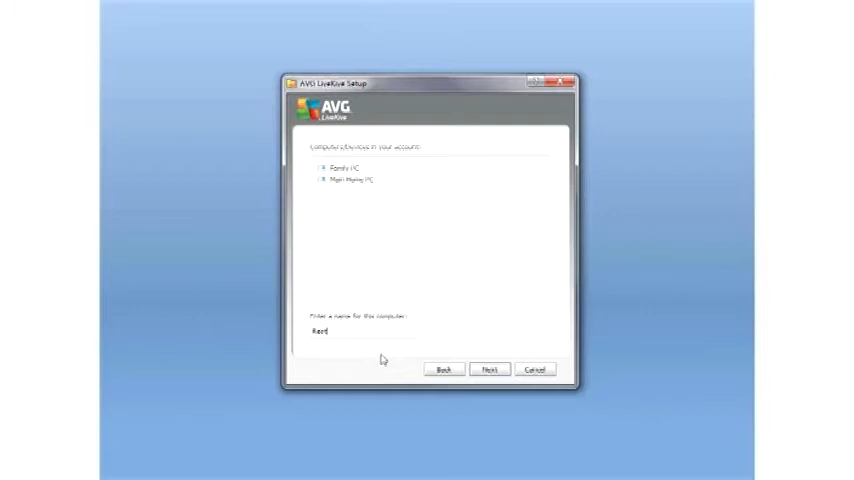 AVG LiveKive Setup
AVG
LiveKive
Computers/Devices in your account:
Family PC
Main Home PC
Enter a name for this computer:
Back
Next
Cancel